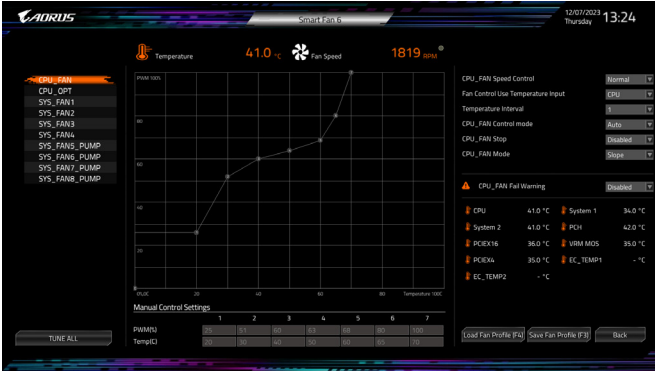 AORUS
Smart Fan 6
12/07/2023
Thursday
13:24
Temperature 41.0 °C Fan Speed 1819 RPM
CPU_FAN
CPU_OPT
SYS_FAN1
SYS_FAN2
SYS_FAN3
SYS_FAN4
SYS_FAN5_PUMP
SYS_FAN6_PUMP
SYS_FAN7_PUMP
SYS_FAN8_PUMP
TUNE ALL
PWM 100%
80
60
40
20
0%,0C 20 40 60 80 Temperature 100C
Manual Control Settings
1 2 3 4 5 6 7
PWM(%) 25 51 60 63 68 80 100
Temp(C) 20 30 40 50 60 65 70
CPU_FAN Speed Control Normal
Fan Control Use Temperature Input CPU
Temperature Interval 1
CPU_FAN Control mode Auto
CPU_FAN Stop Disabled
CPU_FAN Mode Slope
CPU_FAN Fail Warning Disabled
CPU 41.0 °C System 1 34.0 °C
System 2 41.0 °C PCH 42.0 °C
PCIEX16 36.0 °C VRM MOS 35.0 °C
PCIEX4 35.0 °C EC_TEMP1 - °C
EC_TEMP2 - °C
Load Fan Profile (F4) Save Fan Profile (F3) Back